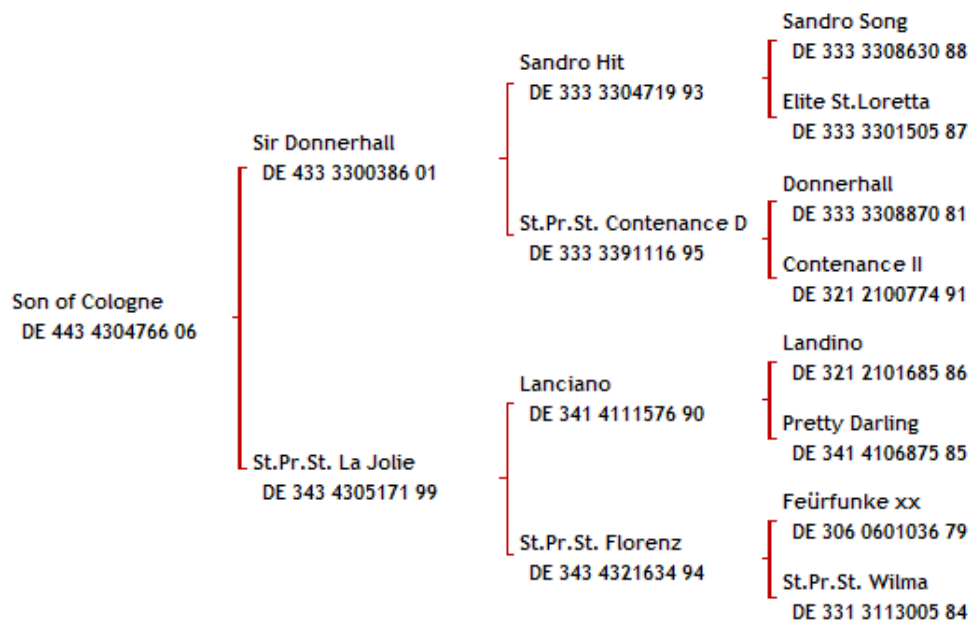 Sandro Song
DE 333 3308630 88
Sandro Hit
DE 333 3304719 93
Elite St.Loretta
DE 333 3301505 87
Sir Donnerhall
DE 433 3300386 01
Donnerhall
DE 333 3308870 81
St.Pr.St. Contenance D
DE 333 3391116 95
Contenance II
DE 321 2100774 91
Son of Cologne
DE 443 4304766 06
Landino
DE 321 2101685 86
Lanciano
DE 341 4111576 90
Pretty Darling
DE 341 4106875 85
St.Pr.St. La Jolie
DE 343 4305171 99
Feürfunke xx
DE 306 0601036 79
St.Pr.St. Florenz
DE 343 4321634 94
St.Pr.St. Wilma
DE 331 3113005 84